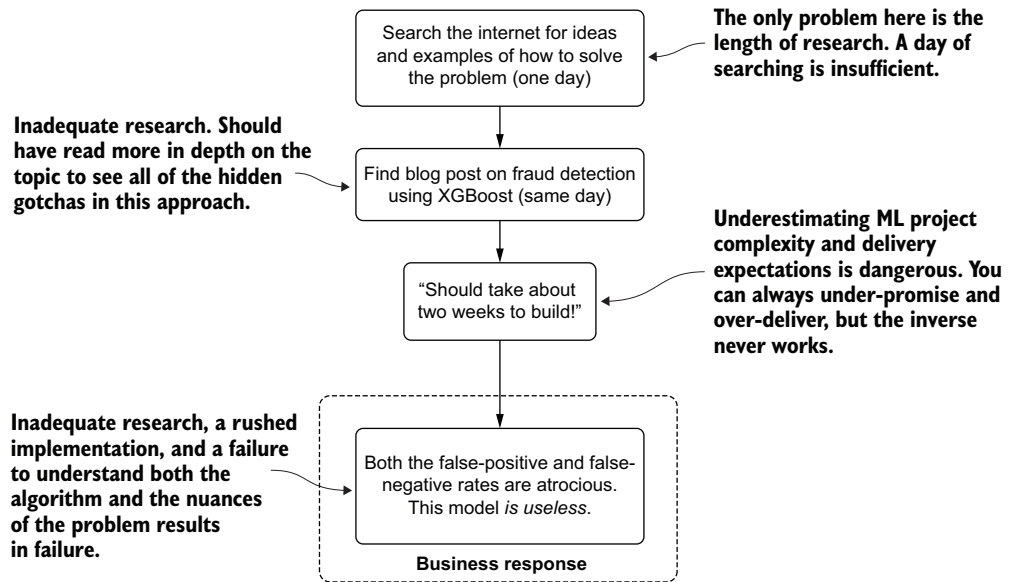 Search the internet for ideas
and examples of how to solve
the problem (one day)
The only problem here is the
length of research. A day of
searching is insufficient.
Inadequate research. Should
have read more in depth on the
topic to see all of the hidden
gotchas in this approach.
Find blog post on fraud detection
using XGBoost (same day)
Underestimating ML project
complexity and delivery
expectations is dangerous. You
can always under-promise and
over-deliver, but the inverse
never works.
“Should take about
two weeks to build!”
Inadequate research, a rushed
implementation, and a failure
to understand both the
algorithm and the nuances
of the problem results
in failure.
Both the false-positive and false-
negative rates are atrocious.
This model is useless.
Business response